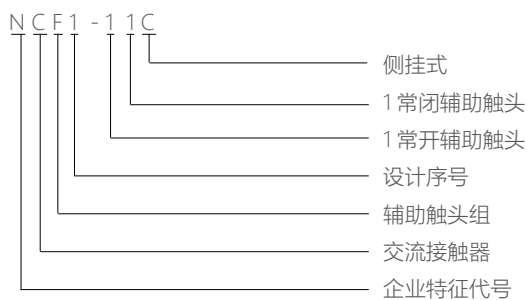 NCF1-11C
侧挂式
1常闭辅助触头
1常开辅助触头
设计序号
辅助触头组
交流接触器
企业特征代号